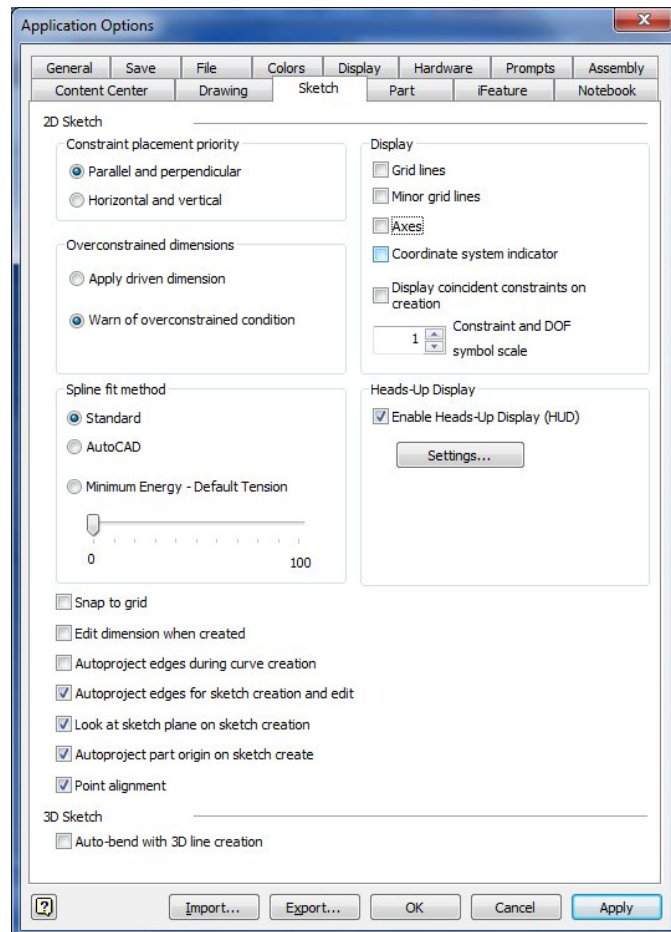 Application Options
General Save File Colors Display Hardware Prompts Assembly
Content Center Drawing Sketch Part iFeature Notebook
2D Sketch
Constraint placement priority
Parallel and perpendicular
Horizontal and vertical
Overconstrained dimensions
Apply driven dimension
Warn of overconstrained condition
Display
Grid lines
Minor grid lines
Axes
Coordinate system indicator
Display coincident constraints on
creation
1 Constraint and DOF
symbol scale
Spline fit method
Standard
AutoCAD
Minimum Energy - Default Tension
0 100
Heads-Up Display
Enable Heads-Up Display (HUD)
Settings...
Snap to grid
Edit dimension when created
Autoproject edges during curve creation
Autoproject edges for sketch creation and edit
Look at sketch plane on sketch creation
Autoproject part origin on sketch create
Point alignment
3D Sketch
Auto-bend with 3D line creation
? Import... Export... OK Cancel Apply